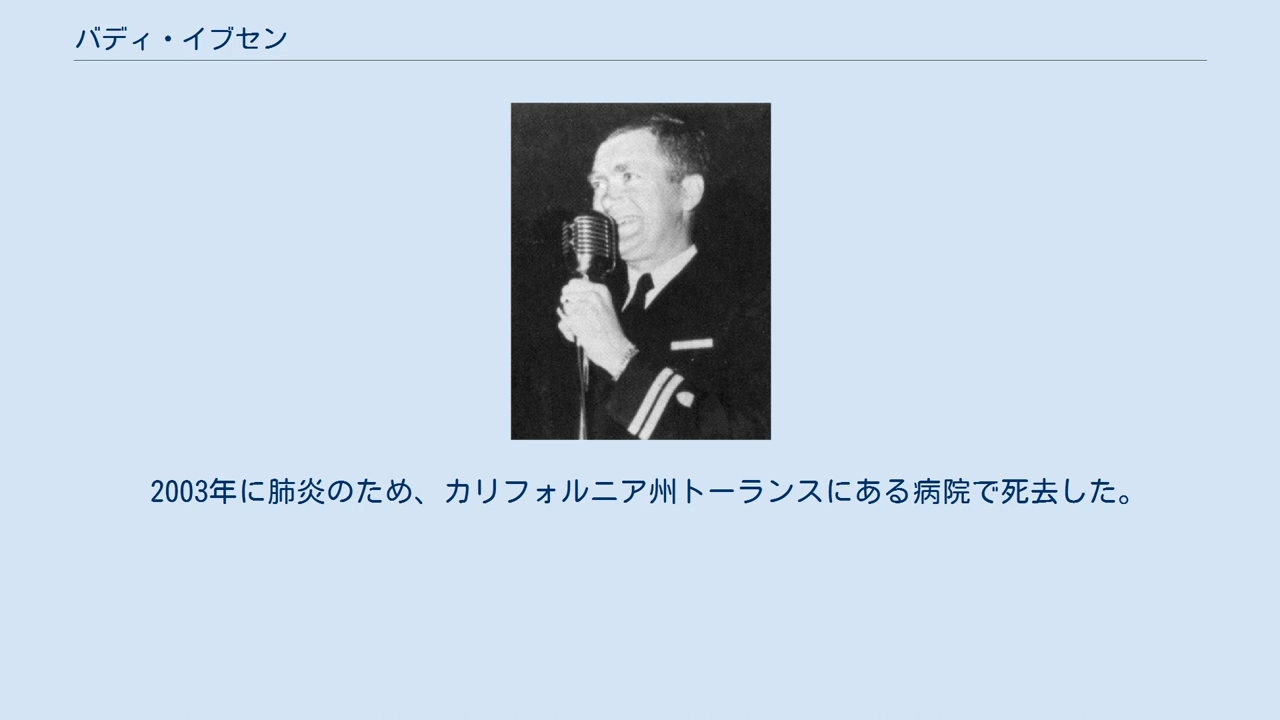 バディ・イブセン
2003年に肺炎のため、カリフォルニア州トーランスにある病院で死去した。